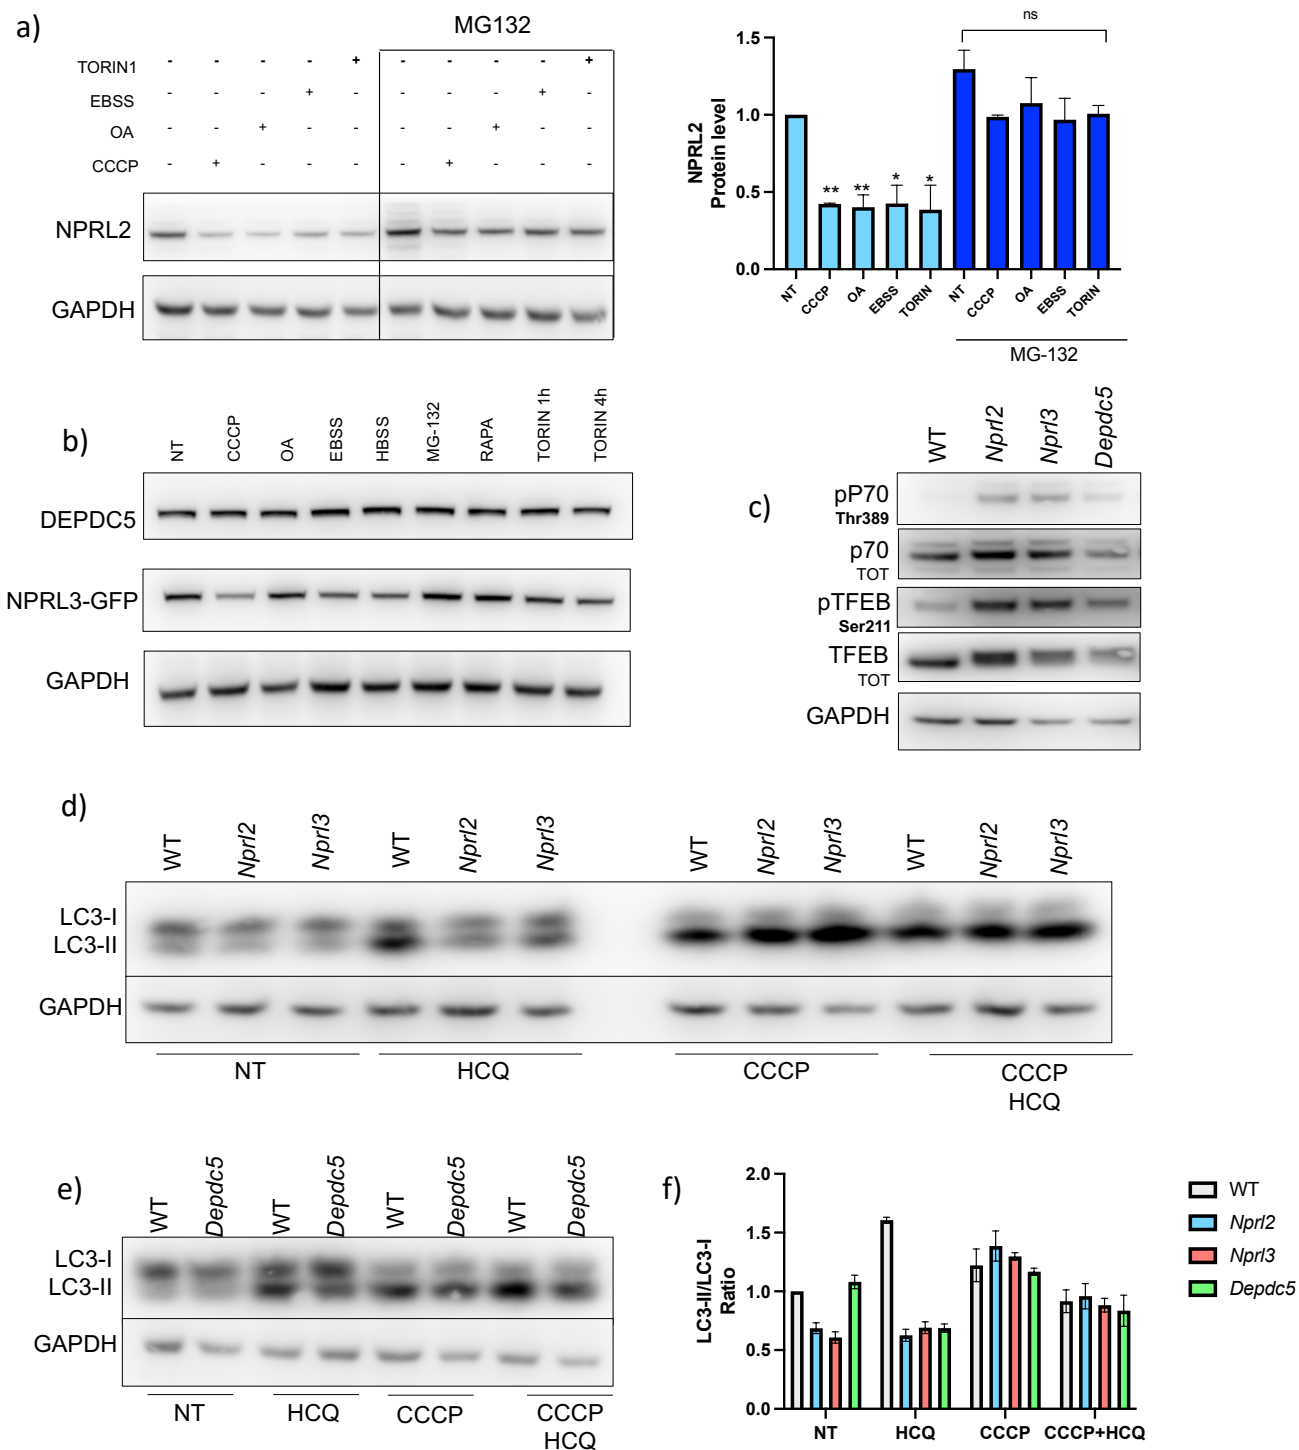 a)
MG132
TORIN1 - - - - + - - - - +
EBSS - - - + - - - - + -
OA - - + - - - - + - -
CCCP - + - - - - + - - -
NPRL2
GAPDH
ns
1.5
1.0
0.5
0.0
NPRL2
Protein level
** ** * *
NT CCCP OA EBSS TORIN NT CCCP OA EBSS TORIN
MG-132
b)
NT CCCP OA EBSS HBSS MG-132 RAPA TORIN 1h TORIN 4h
DEPDC5
NPRL3-GFP
GAPDH
c)
WT Nprl2 Nprl3 Depdc5
pP70
Thr389
p70
TOT
pTFEB
Ser211
TFEB
TOT
GAPDH
d)
WT Nprl2 Nprl3 WT Nprl2 Nprl3 WT Nprl2 Nprl3 WT Nprl2 Nprl3
LC3-I
LC3-II
GAPDH
NT HCQ CCCP CCCP
HCQ
e)
WT Depdc5 WT Depdc5 WT Depdc5 WT Depdc5
LC3-I
LC3-II
GAPDH
NT HCQ CCCP CCCP
HCQ
f)
2.0
1.5
1.0
0.5
0.0
LC3-II/LC3-I
Ratio
NT HCQ CCCP CCCP+HCQ
WT
Nprl2
Nprl3
Depdc5